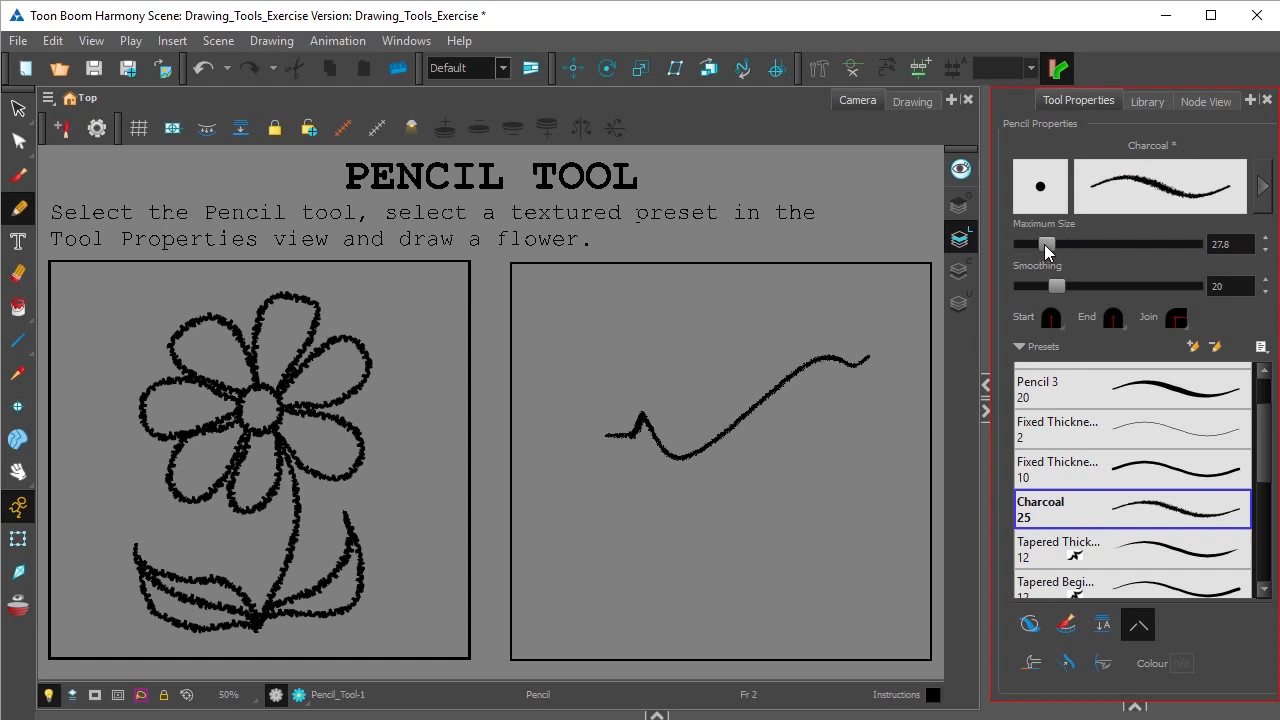 Toon Boom Harmony Scene: Drawing_Tools_Exercise Version: Drawing_Tools_Exercise *
File Edit View Play Insert Scene Drawing Animation Windows Help
Default
Top Camera Drawing
Tool Properties Library Node View
Pencil Properties
PENCIL TOOL
Select the Pencil tool, select a textured preset in the
Tool Properties view and draw a flower.
Charcoal *
Maximum Size
27.8
Smoothing
20
Start End Join
Presets
Pencil 3
20
Fixed Thickne...
2
Fixed Thickne...
10
Charcoal
25
Tapered Thick...
12
Tapered Begi...
12
Colour n/a
50% Pencil_Tool-1 Pencil Fr 2 Instructions